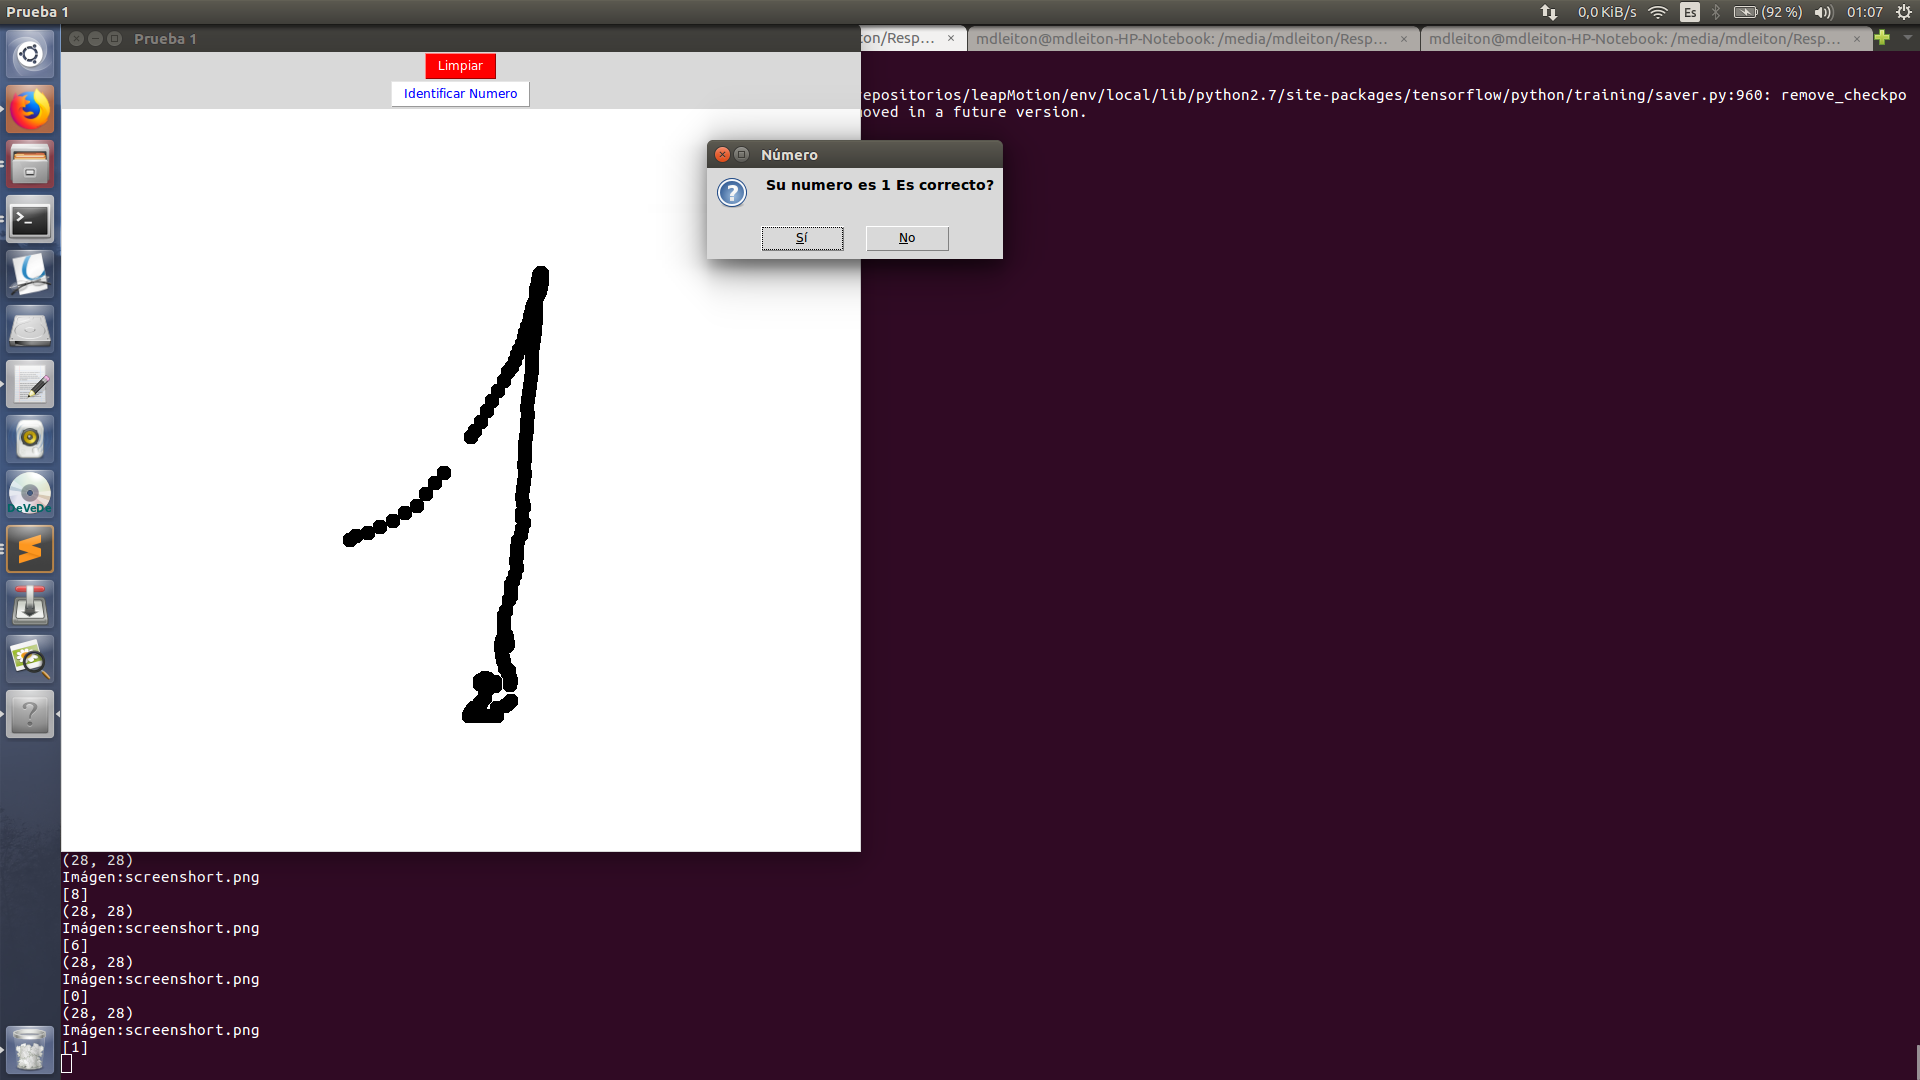 Prueba 1
0,0 KiB/s
Es
(92 %)
01:07
Prueba 1
ton/Resp...
mdleiton@mdleiton-HP-Notebook: /media/mdleiton/Resp...
mdleiton@mdleiton-HP-Notebook: /media/mdleiton/Resp...
Limpiar
Identificar Numero
epositorios/leapMotion/env/local/lib/python2.7/site-packages/tensorflow/python/training/saver.py:960: remove_checkpo
oved in a future version.
Número
Su numero es 1 Es correcto?
Sí
No
1
DeVeDe
(28, 28)
Imágen:screenshort.png
[8]
(28, 28)
Imágen:screenshort.png
[6]
(28, 28)
Imágen:screenshort.png
[0]
(28, 28)
Imágen:screenshort.png
[1]